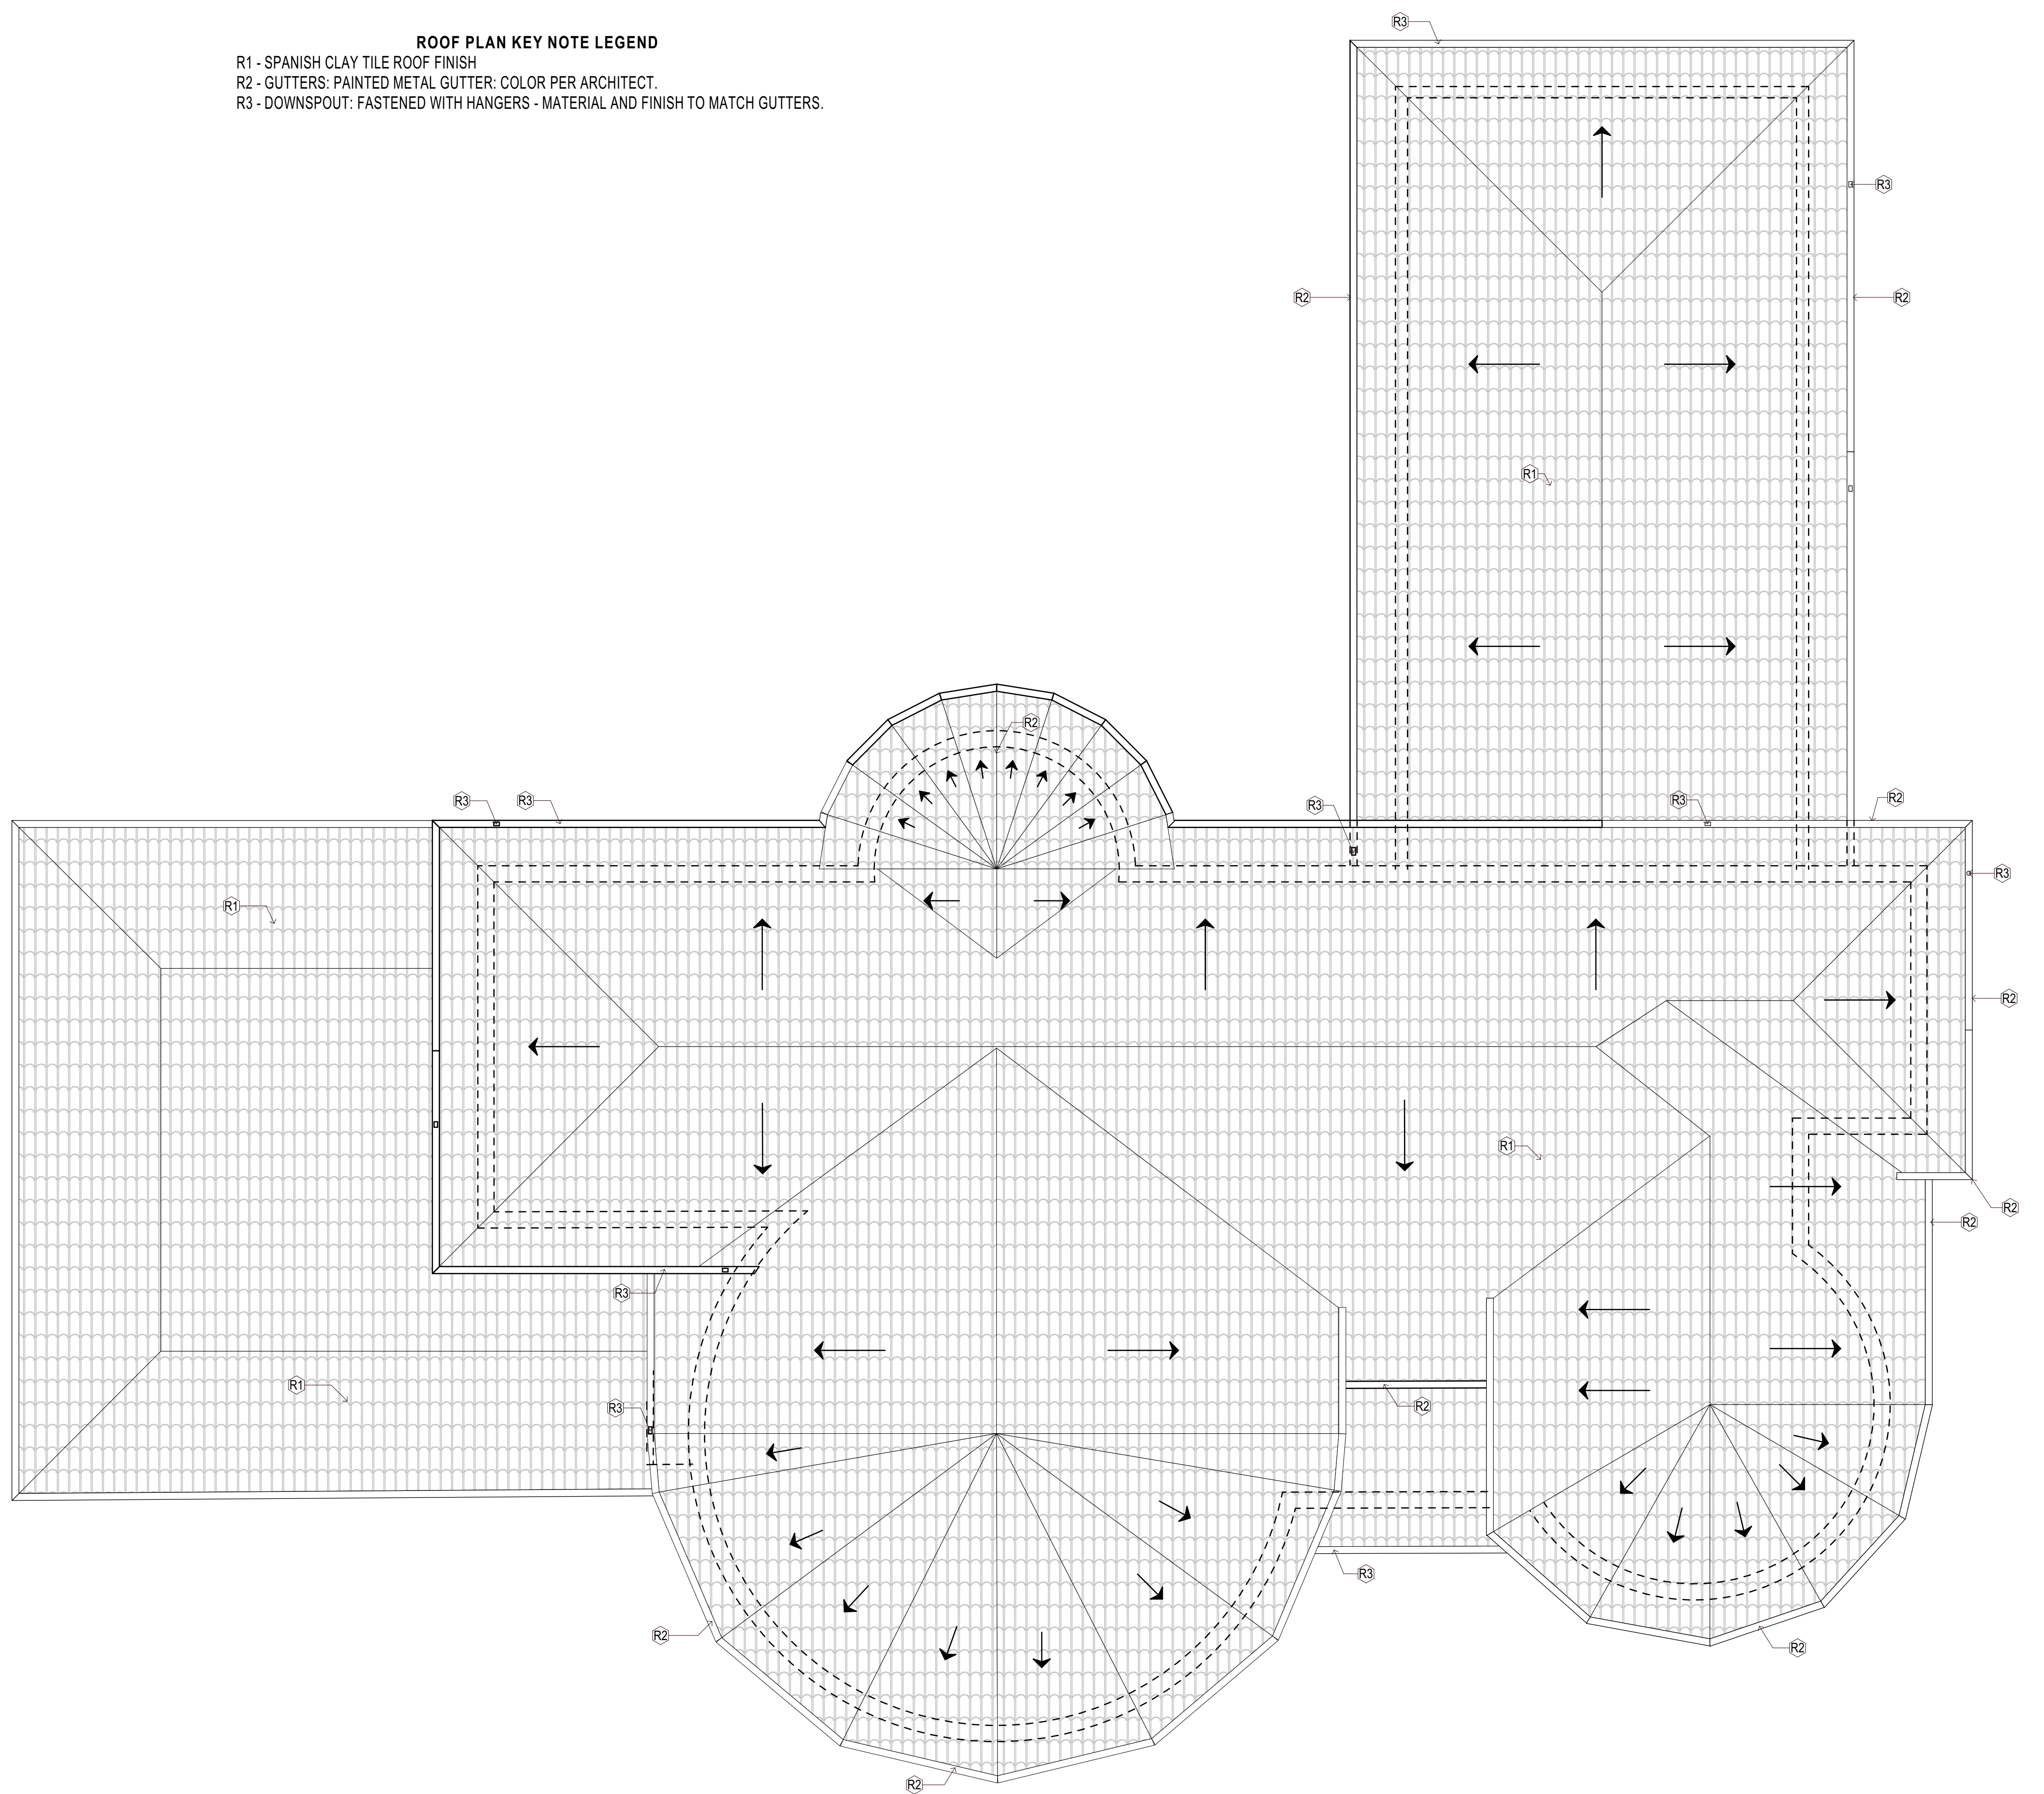 R3
ROOF PLAN KEY NOTE LEGEND
R1 - SPANISH CLAY TILE ROOF FINISH
R2 - GUTTERS: PAINTED METAL GUTTER: COLOR PER ARCHITECT.
R3 - DOWNSPOUT: FASTENED WITH HANGERS - MATERIAL AND FINISH TO MATCH GUTTERS.
R3
R2
R2
R1
R2
R3
R3
R3
R3
R2
R3
R1
R2
R1
R2
R2
R3
R1
R2
R3
R3
R2
R2
R2